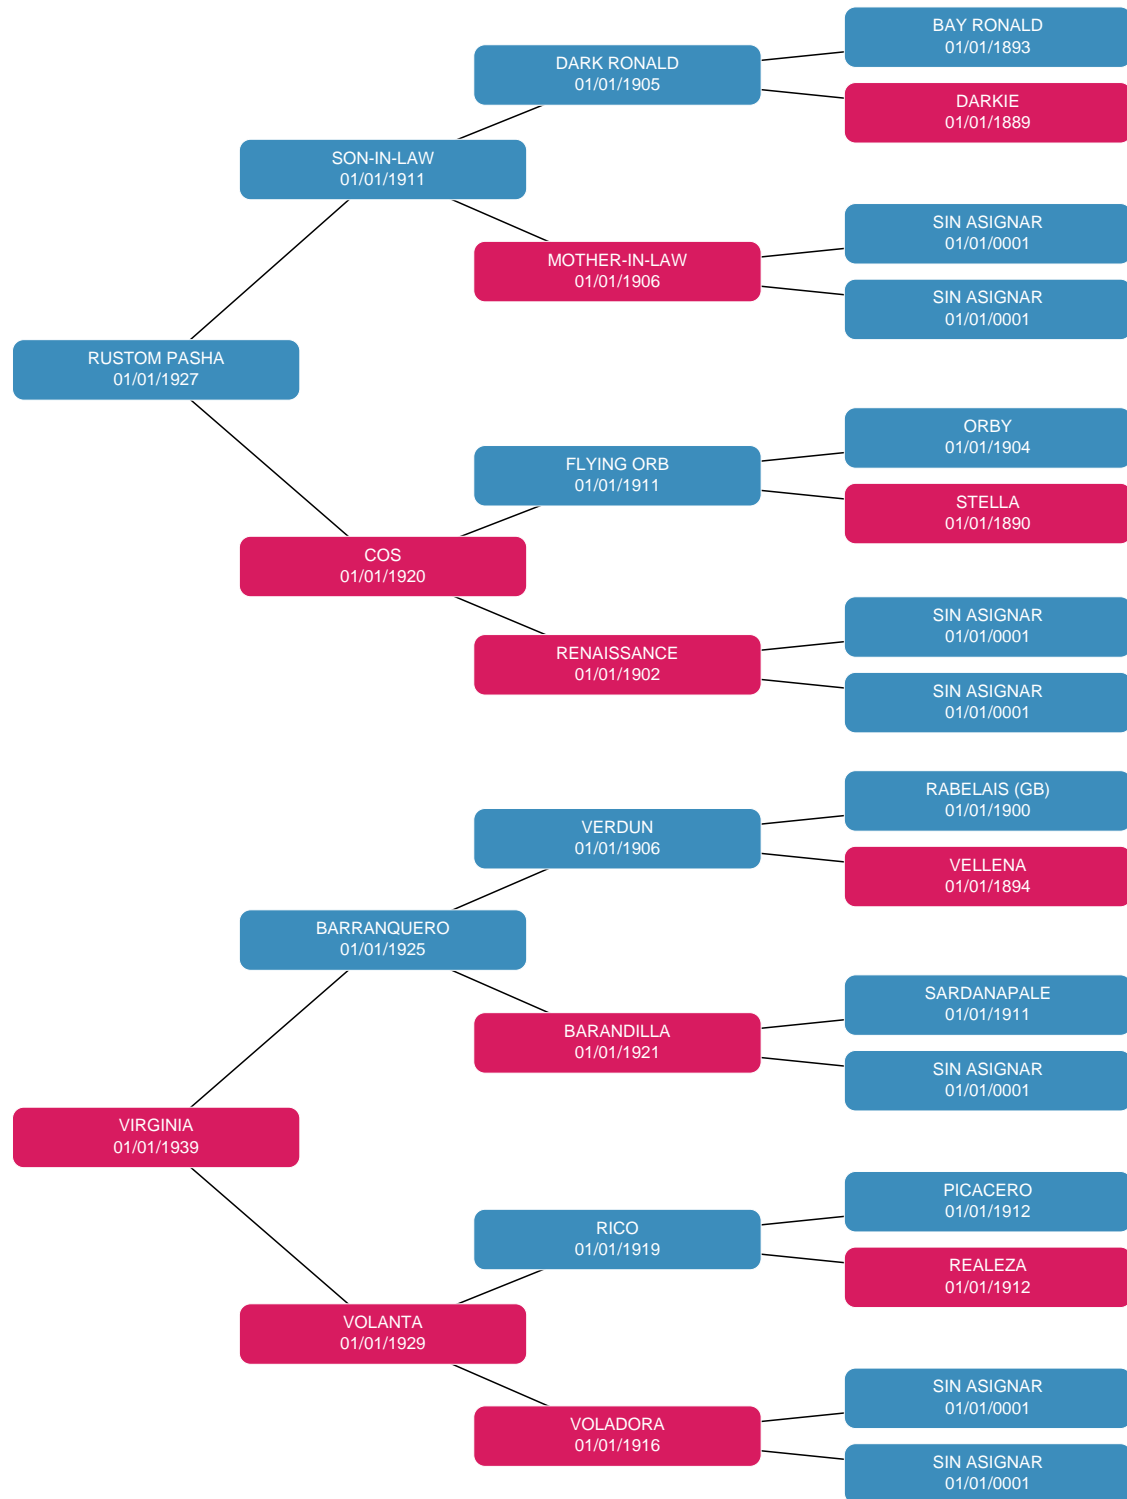 BAY RONALD
01/01/1893
DARK RONALD
01/01/1905
DARKIE
01/01/1889
SON-IN-LAW
01/01/1911
SIN ASIGNAR
01/01/0001
MOTHER-IN-LAW
01/01/1906
SIN ASIGNAR
01/01/0001
RUSTOM PASHA
01/01/1927
ORBY
01/01/1904
FLYING ORB
01/01/1911
STELLA
01/01/1890
COS
01/01/1920
SIN ASIGNAR
01/01/0001
RENAISSANCE
01/01/1902
SIN ASIGNAR
01/01/0001
RABELAIS (GB)
01/01/1900
VERDUN
01/01/1906
VELLENA
01/01/1894
BARRANQUERO
01/01/1925
SARDANAPALE
01/01/1911
BARANDILLA
01/01/1921
SIN ASIGNAR
01/01/0001
VIRGINIA
01/01/1939
PICACERO
01/01/1912
RICO
01/01/1919
REALEZA
01/01/1912
VOLANTA
01/01/1929
SIN ASIGNAR
01/01/0001
VOLADORA
01/01/1916
SIN ASIGNAR
01/01/0001